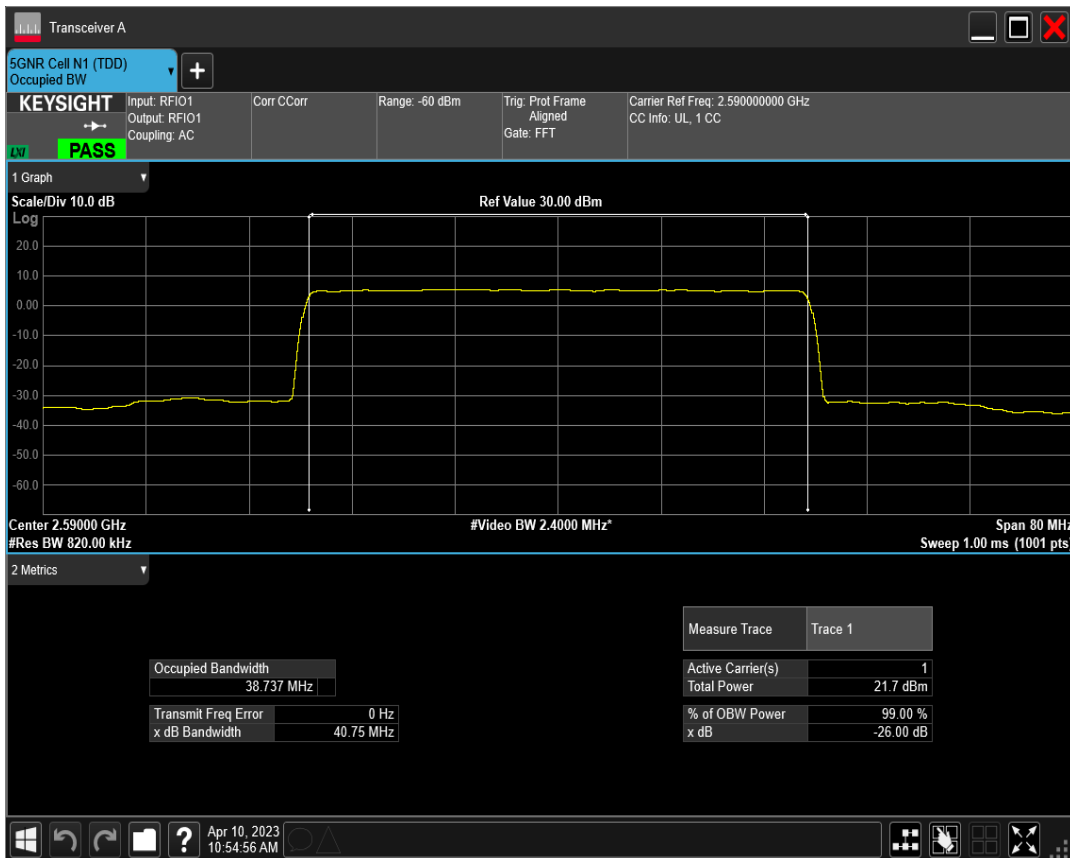 Transceiver A
5GNR Cell N1 (TDD)
Occupied BW
KEYSIGHT
LXI
PASS
Input: RFIO1
Output: RFIO1
Coupling: AC
Corr CCorr
Range: -60 dBm
Trig: Prot Frame
Aligned
Gate: FFT
Carrier Ref Freq: 2.590000000 GHz
CC Info: UL, 1 CC
1 Graph
Scale/Div 10.0 dB
Ref Value 30.00 dBm
Log
20.0
10.0
0.00
-10.0
-20.0
-30.0
-40.0
-50.0
-60.0
Center 2.59000 GHz
#Video BW 2.4000 MHz*
Span 80 MHz
#Res BW 820.00 kHz
Sweep 1.00 ms (1001 pts)
2 Metrics
Measure Trace Trace 1
Occupied Bandwidth
38.737 MHz
Active Carrier(s) 1
Total Power 21.7 dBm
Transmit Freq Error 0 Hz
x dB Bandwidth 40.75 MHz
% of OBW Power 99.00 %
x dB -26.00 dB
?
Apr 10, 2023
10:54:56 AM